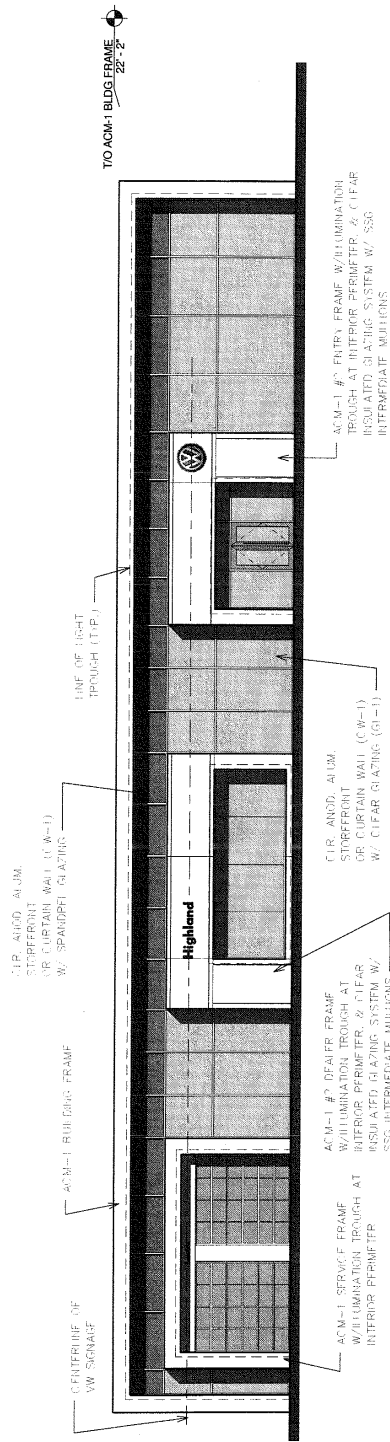 CENTERLINE OF
VW SIGNAGE
ACM-1 BUILDING FRAME
CLR. ANOD. ALUM.
STOREFRONT
OR CURTAIN WALL (CW-1)
W/ SPANDREL GLAZING
LINE OF LIGHT
TROUGH (TYP.)
T/O ACM-1 BLDG FRAME
22' - 2"
Highland
ACM-1 SERVICE FRAME
W/ILLUMINATION TROUGH AT
INTERIOR PERIMETER
ACM-1 #2 DEALER FRAME
W/ILLUMINATION TROUGH AT
INTERIOR PERIMETER, & CLEAR
INSULATED GLAZING SYSTEM W/
SSG INTERMEDIATE MULLIONS
CLR. ANOD. ALUM.
STOREFRONT
OR CURTAIN WALL (CW-1)
W/ CLEAR GLAZING (GL-1)
ACM-1 #2 ENTRY FRAME W/ILLUMINATION
TROUGH AT INTERIOR PERIMETER, & CLEAR
INSULATED GLAZING SYSTEM W/ SSG
INTERMEDIATE MULLIONS